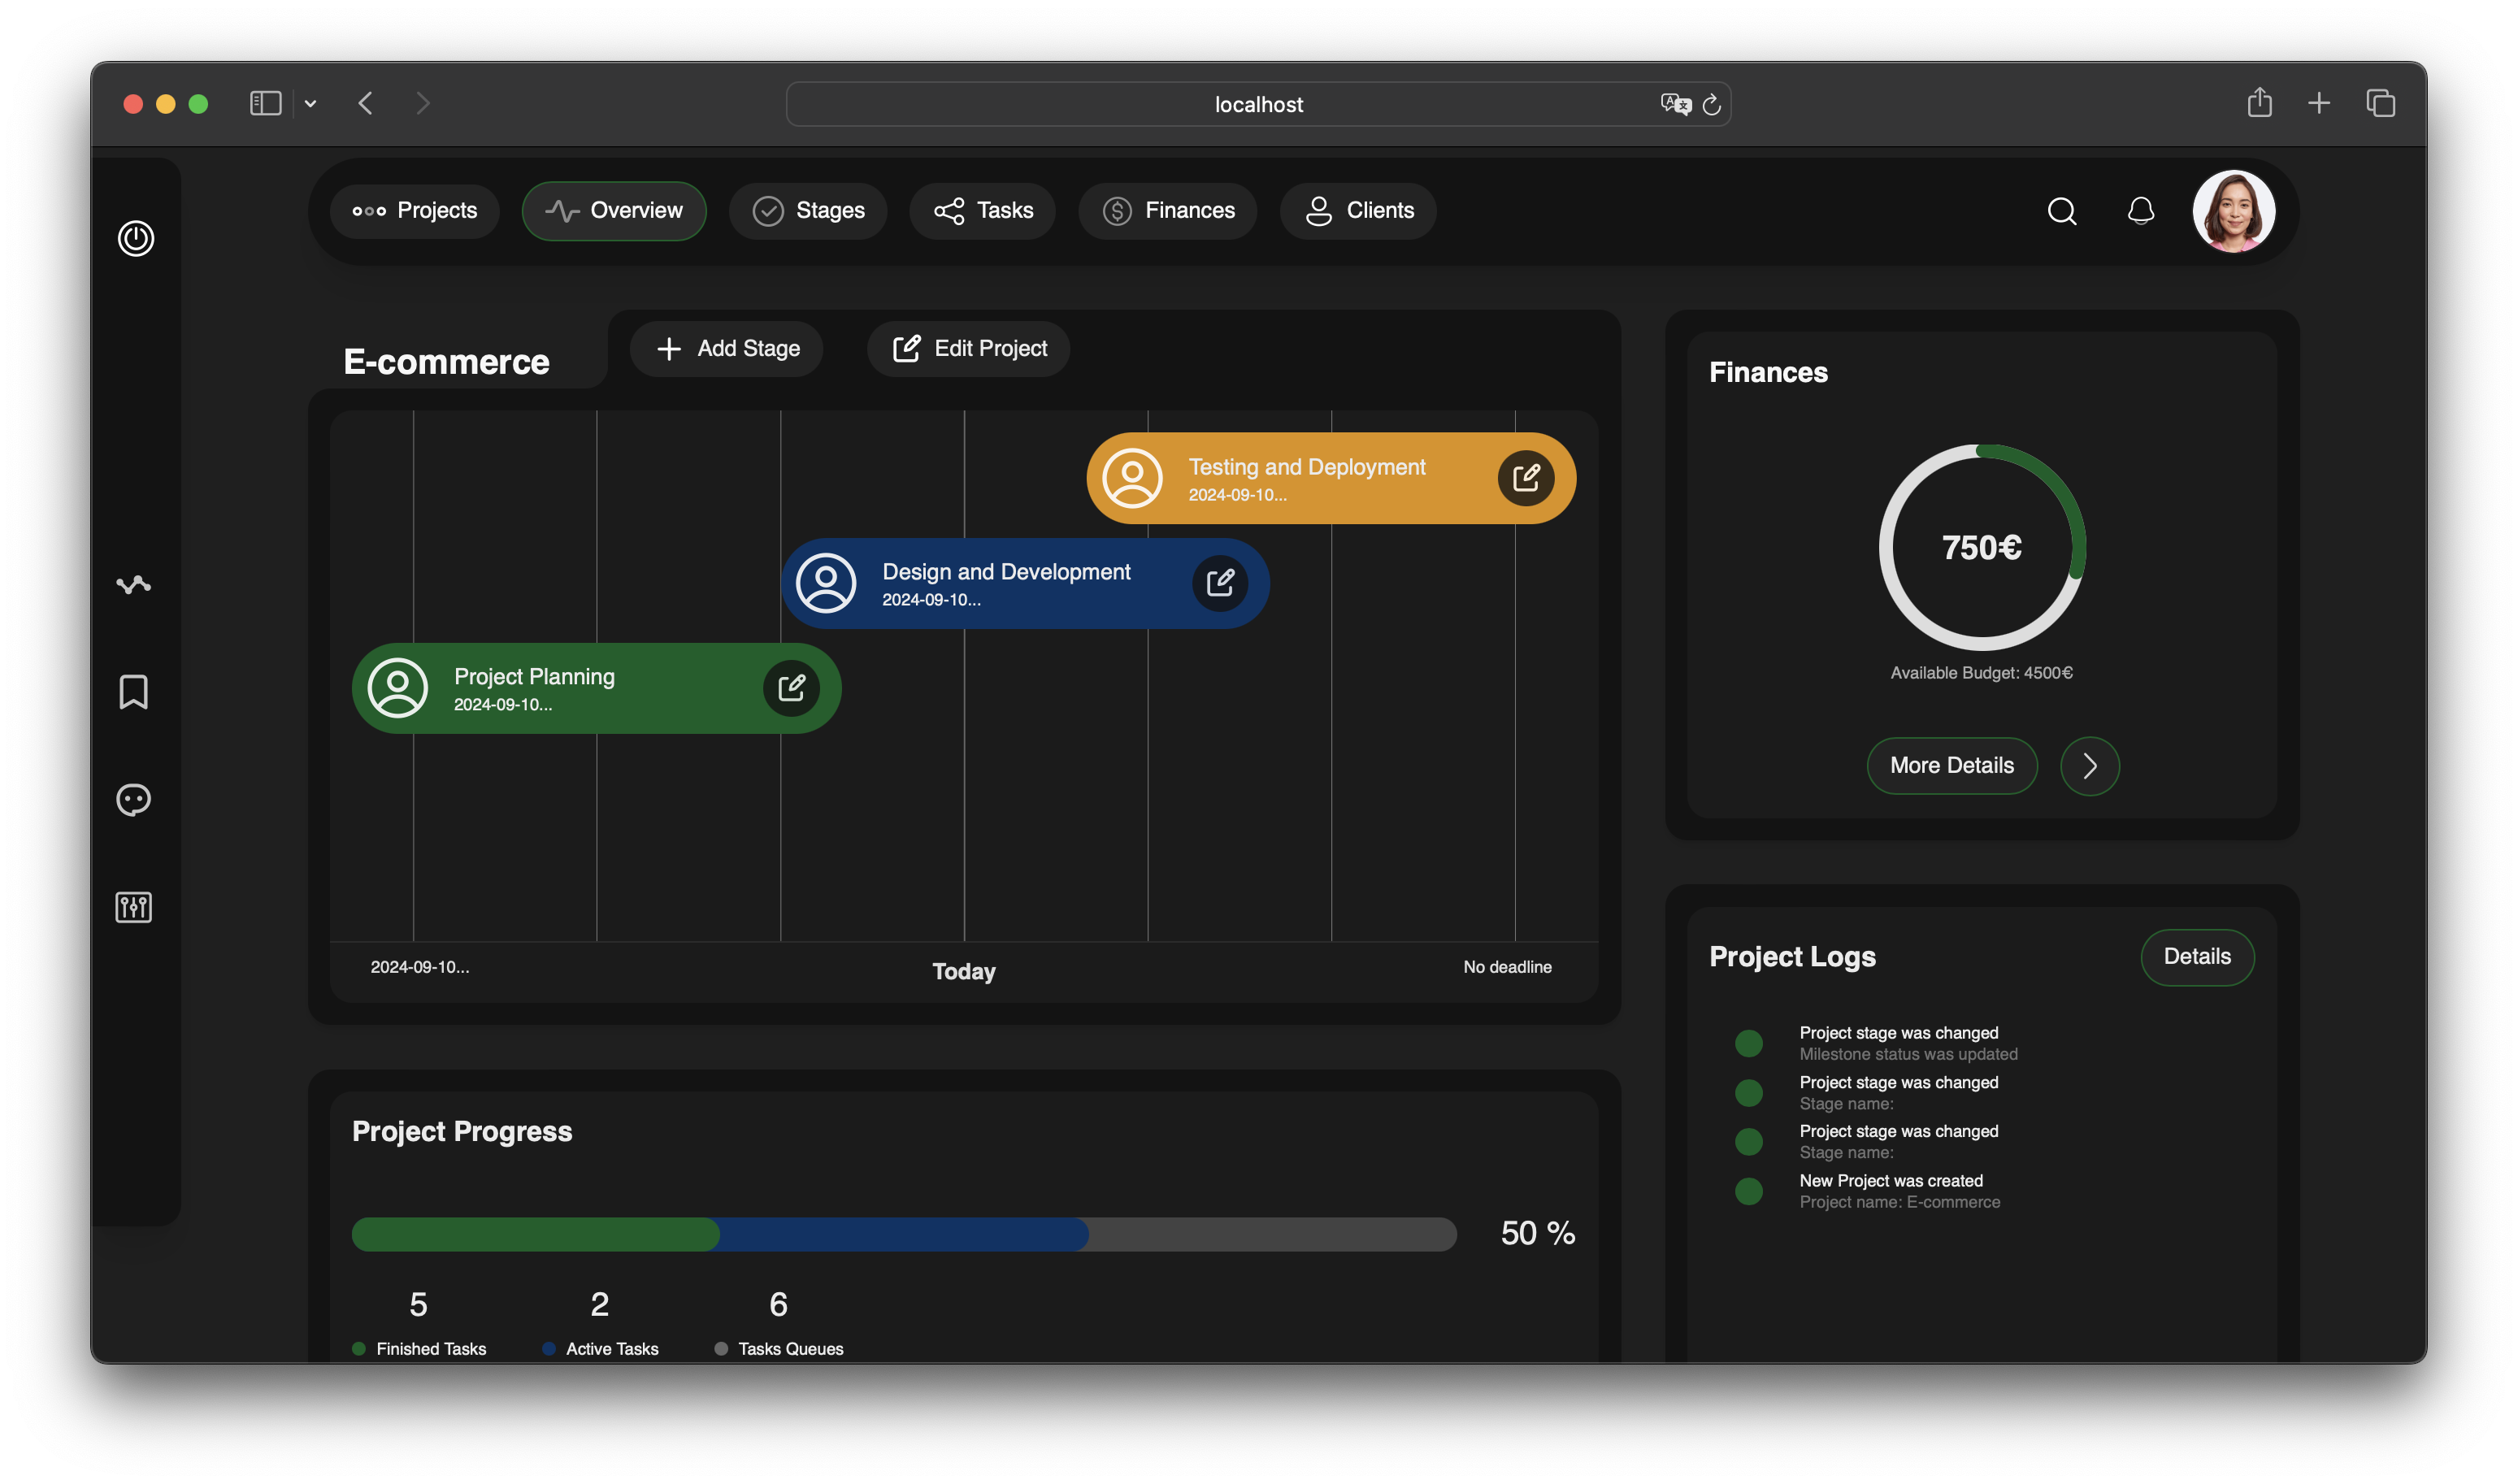 localhost
Projects
Overview
Stages
Tasks
Finances
Clients
E-commerce
Add Stage
Edit Project
Testing and Deployment
2024-09-10...
Design and Development
2024-09-10...
Project Planning
2024-09-10...
2024-09-10...
Today
No deadline
Finances
750€
Available Budget: 4500€
More Details
Project Logs
Details
Project stage was changed
Milestone status was updated
Project stage was changed
Stage name:
Project stage was changed
Stage name:
New Project was created
Project name: E-commerce
Project Progress
50 %
5
2
6
Finished Tasks
Active Tasks
Tasks Queues